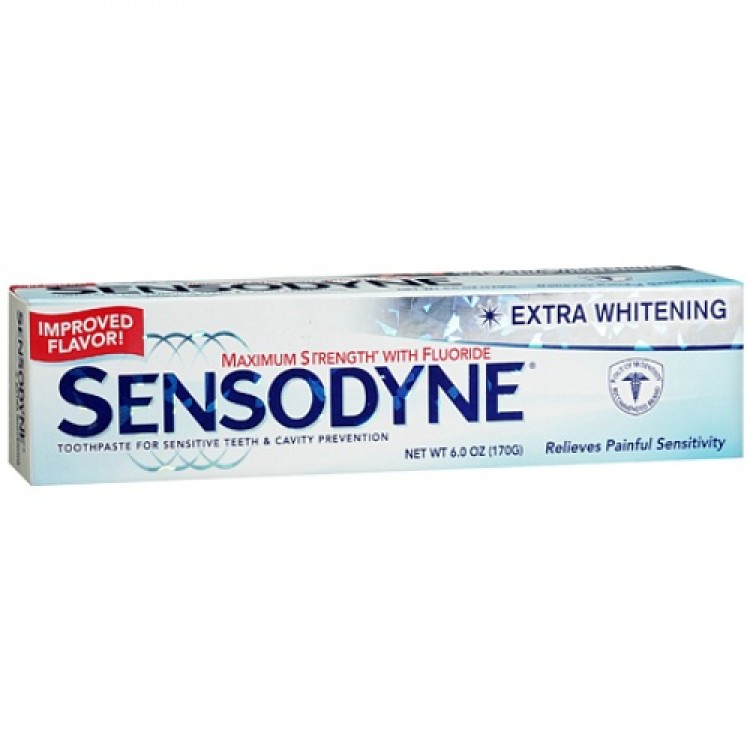 SENSODYNE
IMPROVED
FLAVOR!
EXTRA WHITENING
MAXIMUM STRENGTH* WITH FLUORIDE
SENSODYNE®
TOOTHPASTE FOR SENSITIVE TEETH & CAVITY PREVENTION
NET WT 6.0 OZ (170G)
Relieves Painful Sensitivity
SENSODYNE